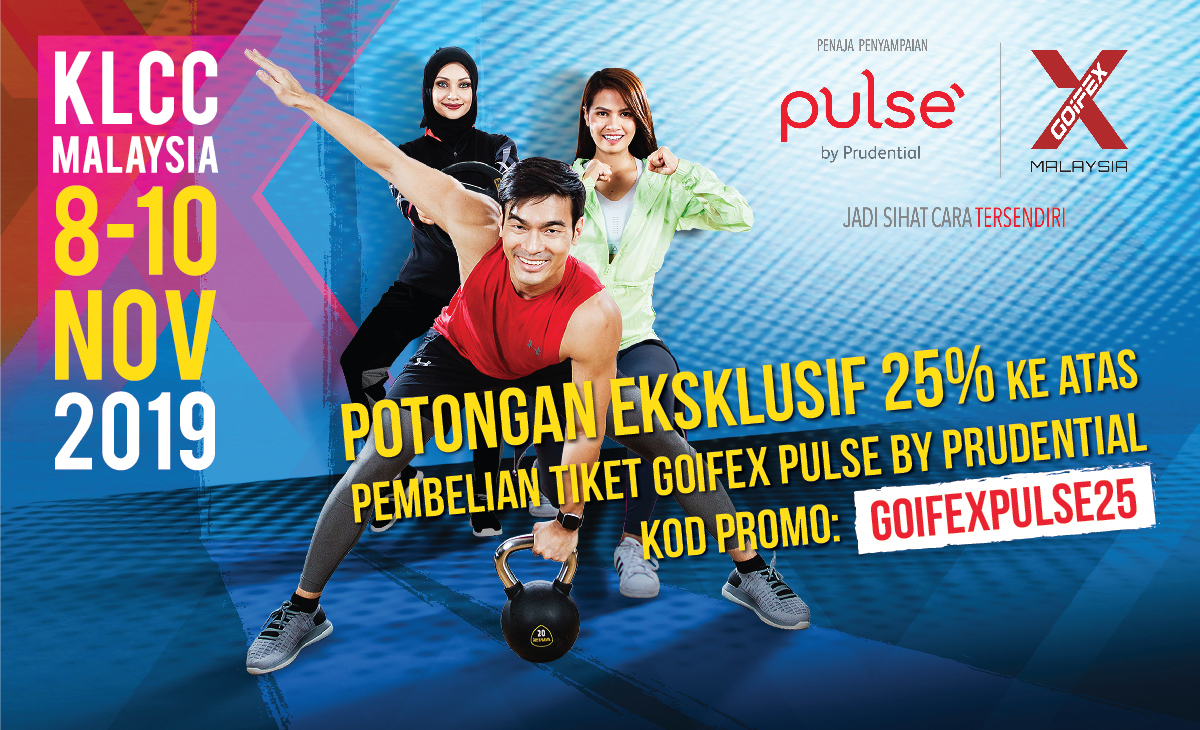 KLCC
MALAYSIA
8-10
NOV
2019
PENAJA PENYAMPAIAN
pulse
by Prudential
GOiFEX
MALAYSIA
JADI SIHAT CARA TERSENDIRI
POTONGAN EKSKLUSIF 25% KE ATAS
PEMBELIAN TIKET GOIFEX PULSE BY PRUDENTIAL
KOD PROMO: GOIFEXPULSE25
20